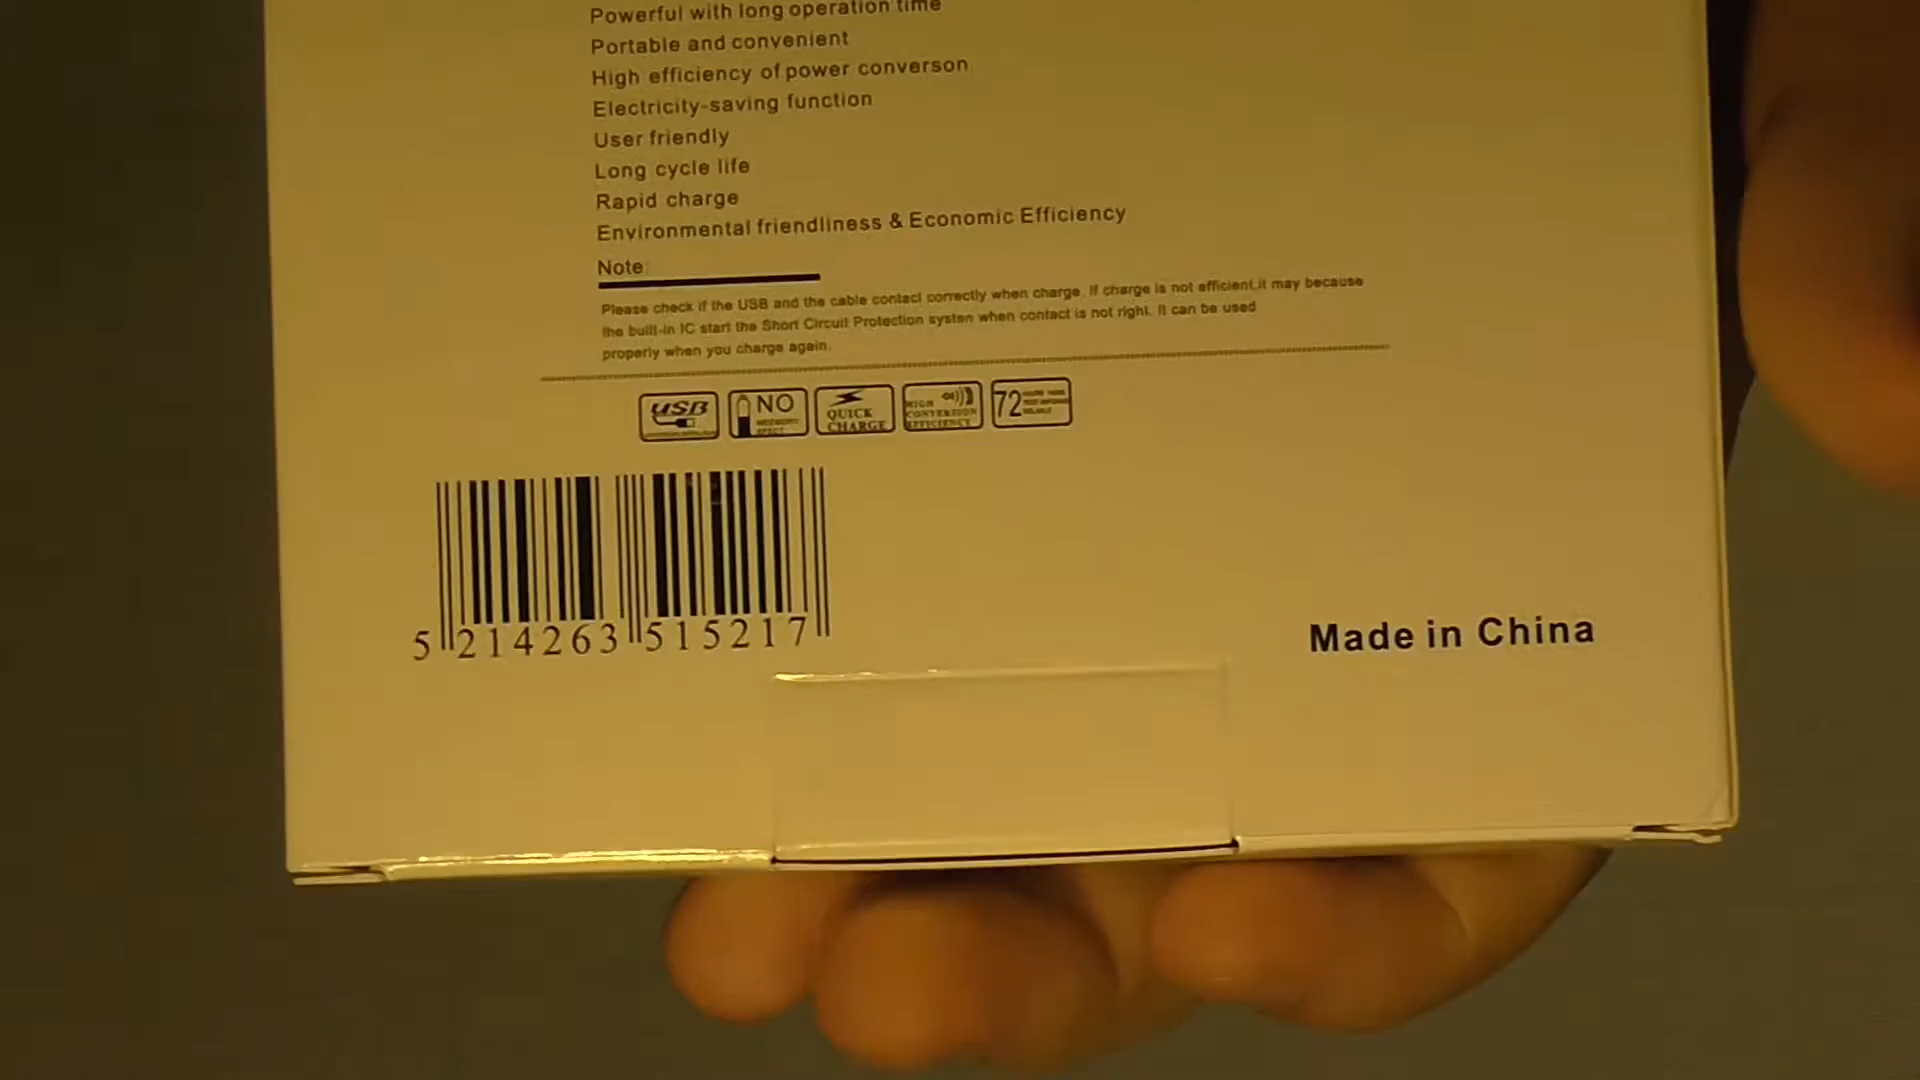 Powerful with long operation time
Portable and convenient
High efficiency of power converson
Electricity-saving function
User friendly
Long cycle life
Rapid charge
Environmental friendliness & Economic Efficiency
Note:
Please check if the USB and the cable contact correctly when charge. If charge is not efficient,it may because
the built-in IC start the Short Circuit Protection systen when contact is not right. It can be used
properly when you charge again.
USB
NO
MEMORY
QUICK
CHARGE
HIGH
CONVERSION
EFFICIENCY
72
5 214263 515217
Made in China